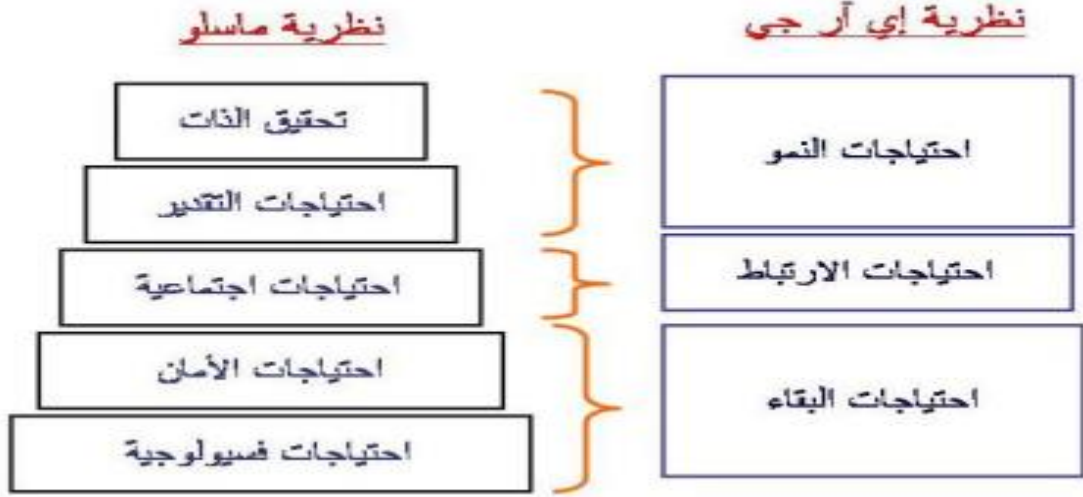 نظرية إي آر جي
نظرية ماسلو
احتياجات النمو
احتياجات الارتباط
احتياجات البقاء
تحقيق الذات
احتياجات التقدير
احتياجات اجتماعية
احتياجات الأمان
احتياجات فسيولوجية